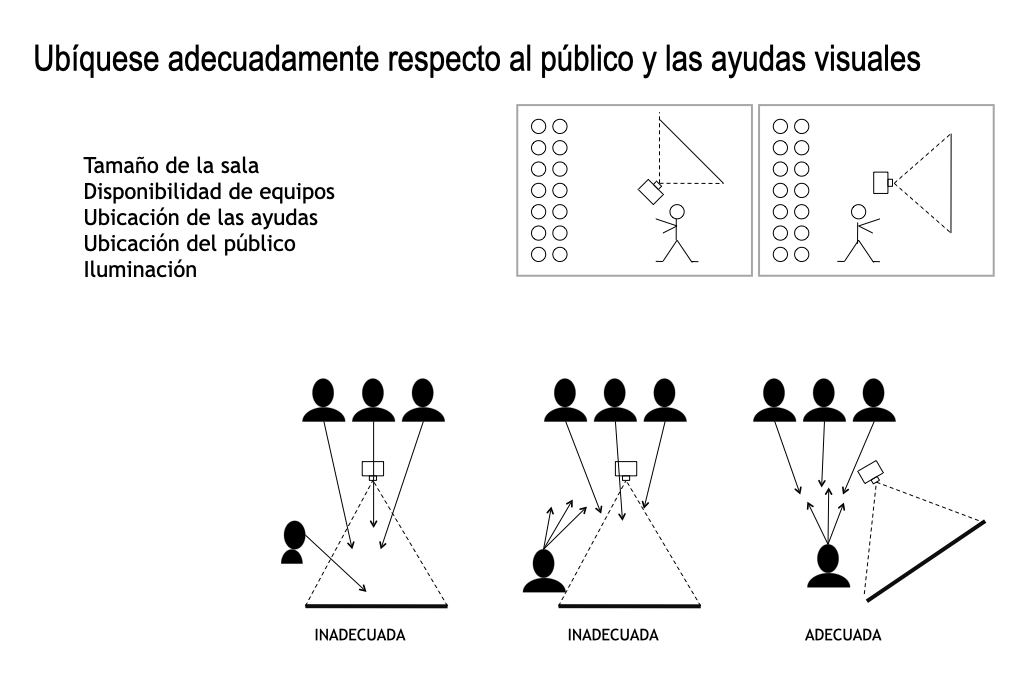 Ubíquese adecuadamente respecto al público y las ayudas visuales
Tamaño de la sala
Disponibilidad de equipos
Ubicación de las ayudas
Ubicación del público
Iluminación
INADECUADA
INADECUADA
ADECUADA